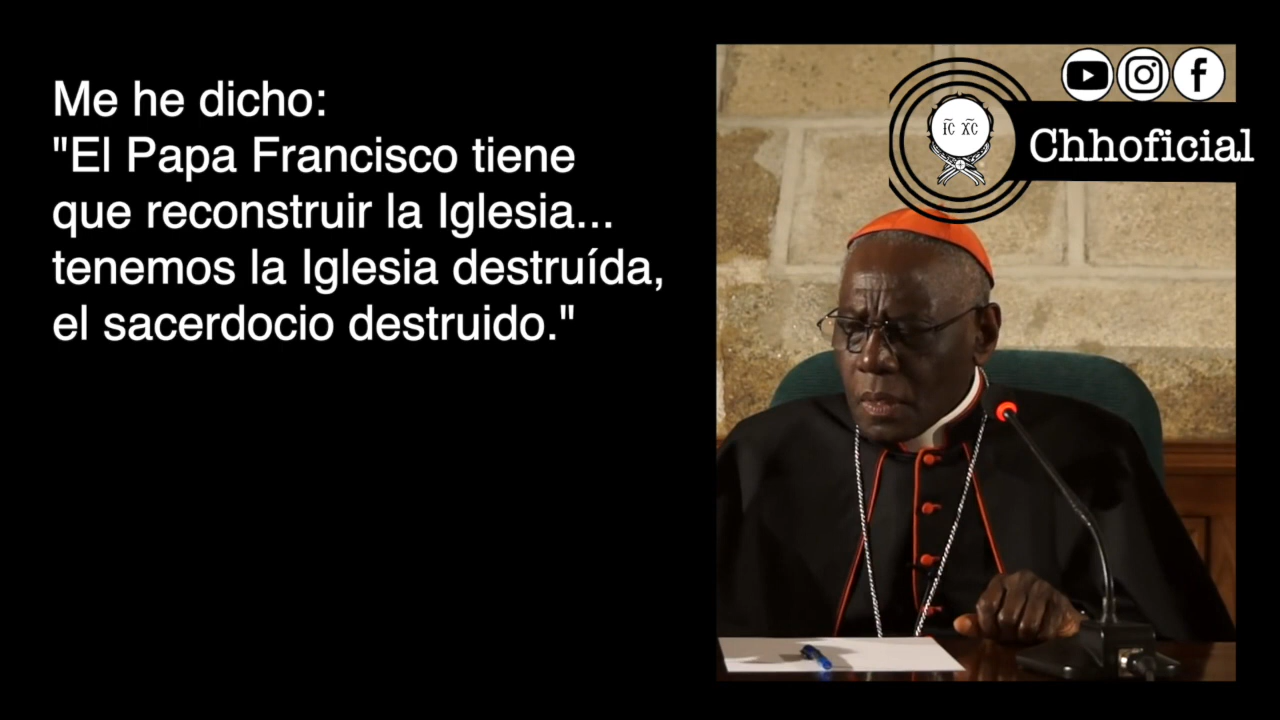 Me he dicho:
"El Papa Francisco tiene
que reconstruir la Iglesia...
tenemos la Iglesia destruída,
el sacerdocio destruido."
IC XC
Chhoficial